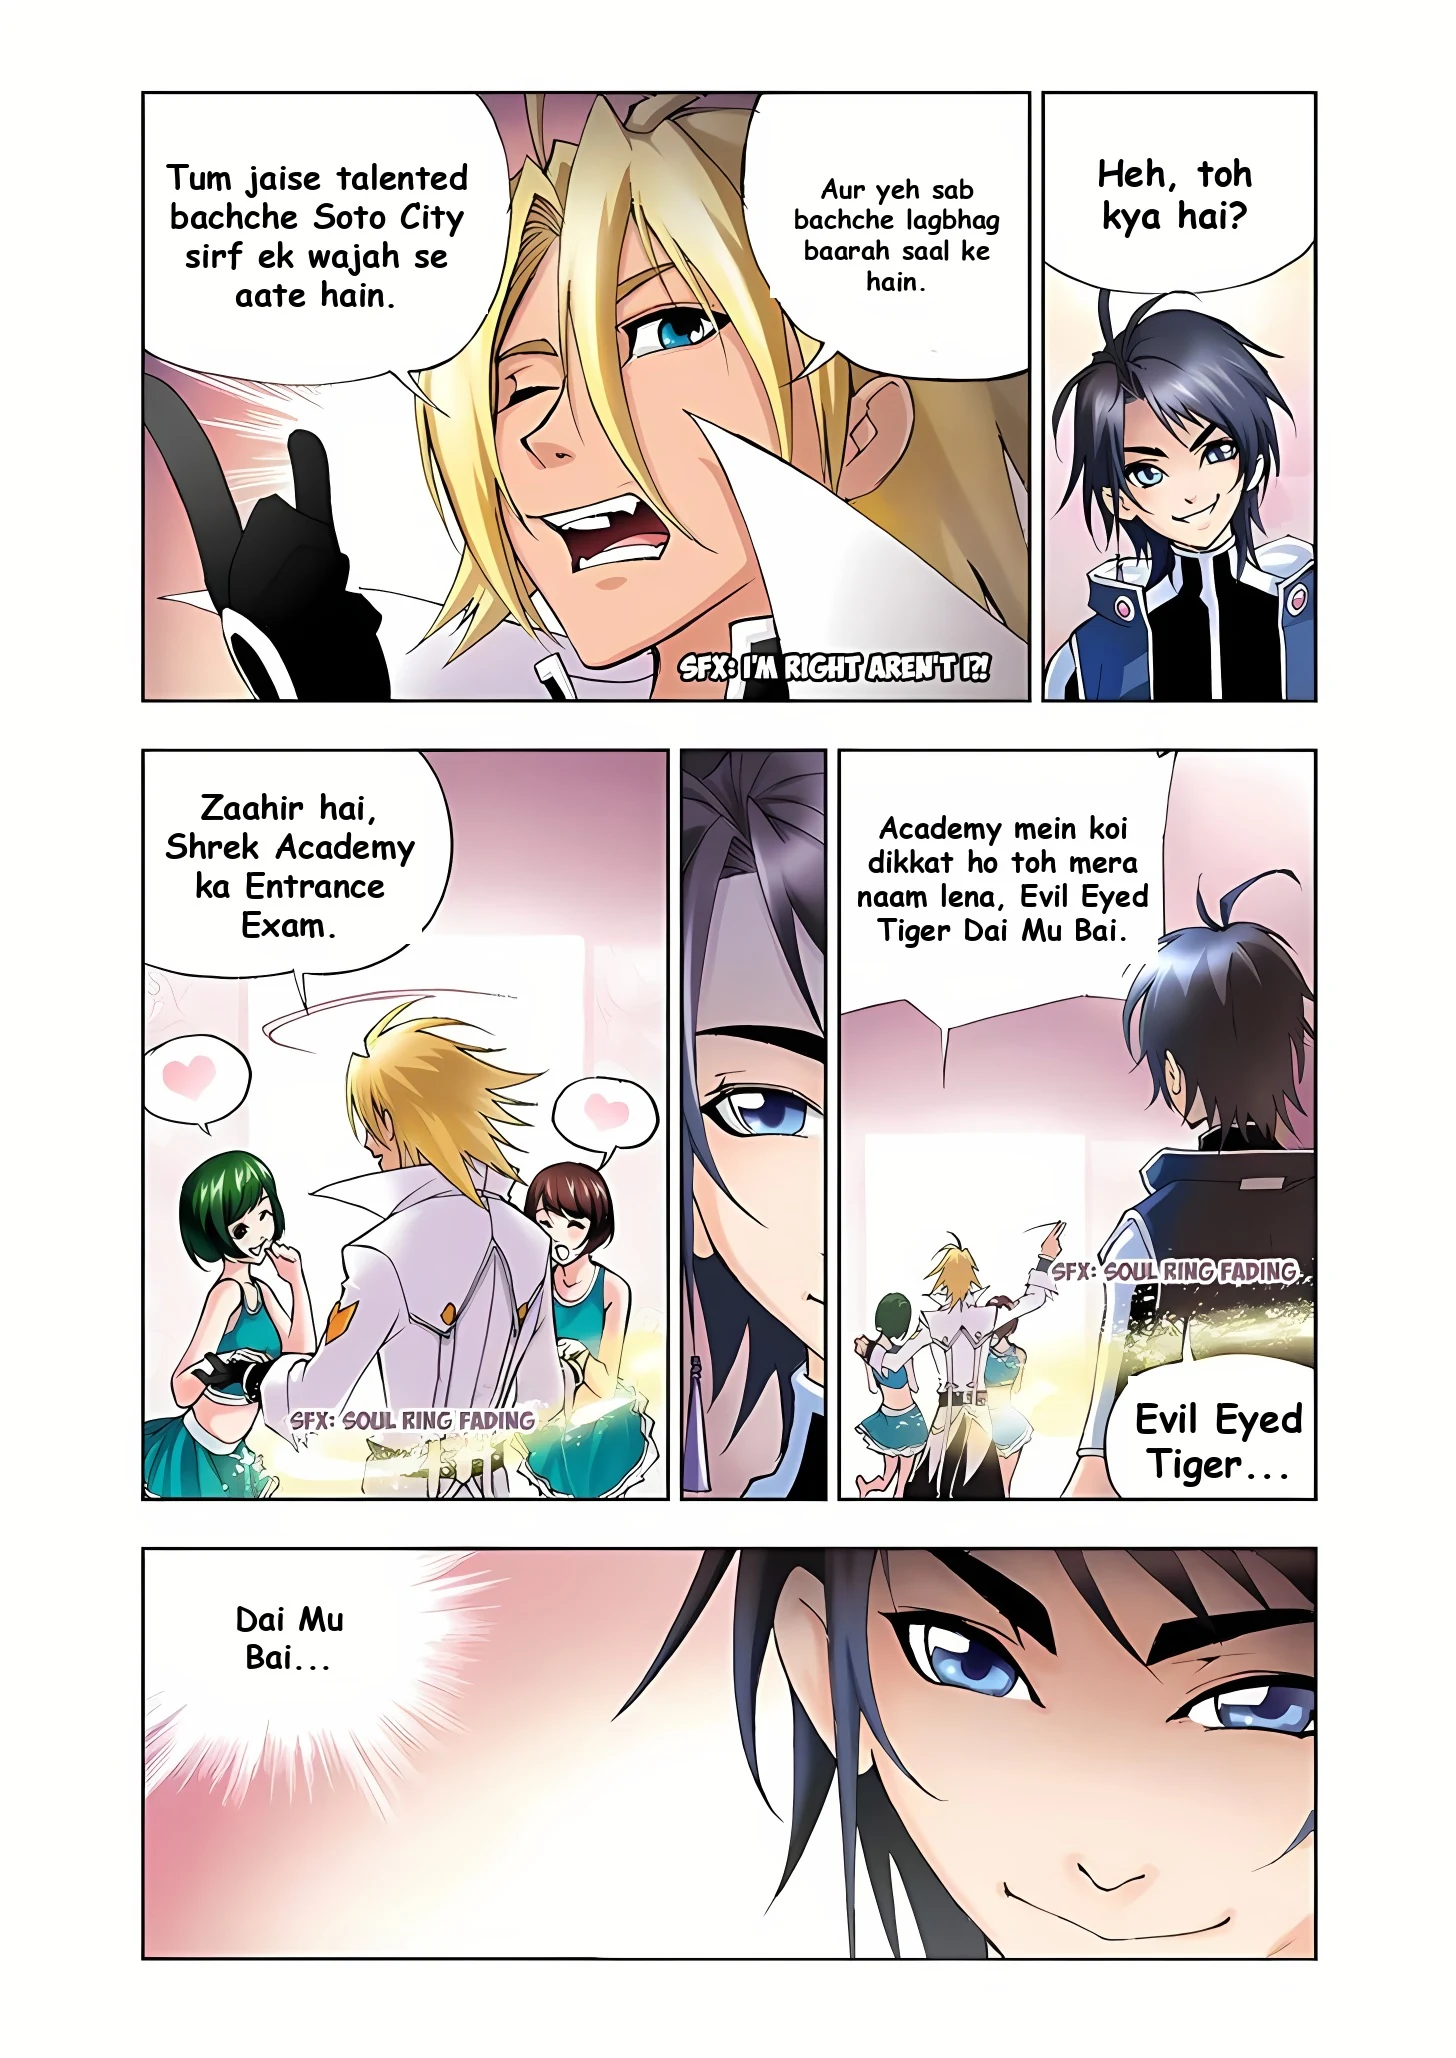 Tum jaise talented
bachche Soto City
sirf ek wajah se
aate hain.
Aur yeh sab
bachche lagbhag
baarah saal ke
hain.
SFX: I'M RIGHT AREN'T I?!
Heh, toh
kya hai?
Zaahir hai,
Shrek Academy
ka Entrance
Exam.
SFX: SOUL RING FADING
Academy mein koi
dikkat ho toh mera
naam lena, Evil Eyed
Tiger Dai Mu Bai.
SFX: SOUL RING FADING
Evil Eyed
Tiger...
Dai Mu
Bai...